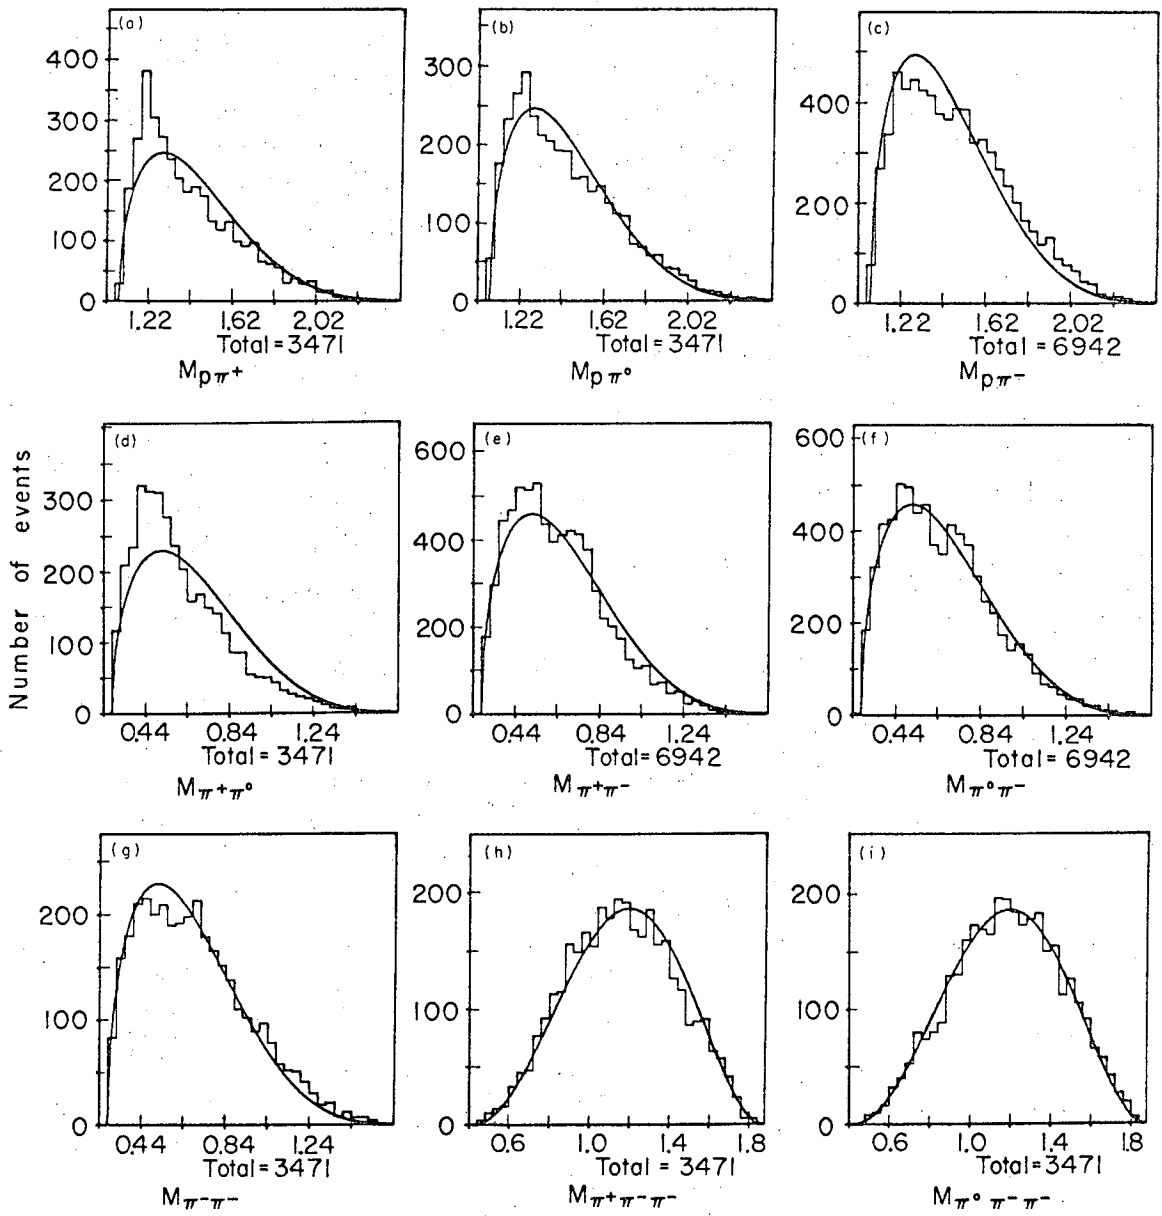 Number of events
(a)
400
300
200
100
0
1.22 1.62 2.02
Total = 3471
Mpπ+
(b)
300
200
100
0
1.22 1.62 2.02
Total = 3471
Mpπ°
(c)
400
200
0
1.22 1.62 2.02
Total = 6942
Mpπ-
(d)
300
200
100
0
0.44 0.84 1.24
Total = 3471
Mπ+π°
(e)
600
400
200
0
0.44 0.84 1.24
Total = 6942
Mπ+π-
(f)
600
400
200
0
0.44 0.84 1.24
Total = 6942
Mπ°π-
(g)
200
100
0
0.44 0.84 1.24
Total = 3471
Mπ-π-
(h)
200
100
0
0.6 1.0 1.4 1.8
Total = 3471
Mπ+π-π-
(i)
200
100
0
0.6 1.0 1.4 1.8
Total = 3471
Mπ°π-π-